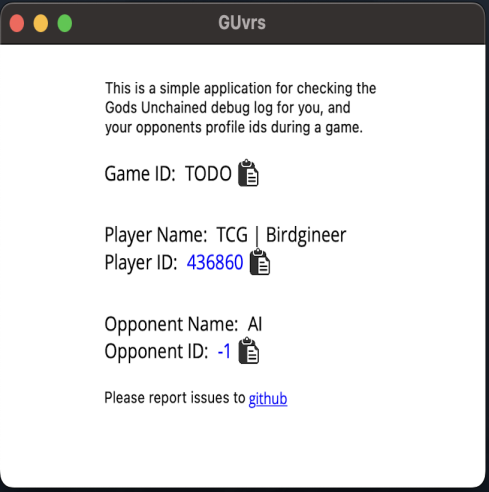 GUvrs
This is a simple application for checking the
Gods Unchained debug log for you, and
your opponents profile ids during a game.
Game ID: TODO
Player Name: TCG | Birdgineer
Player ID: 436860
Opponent Name: AI
Opponent ID: -1
Please report issues to github